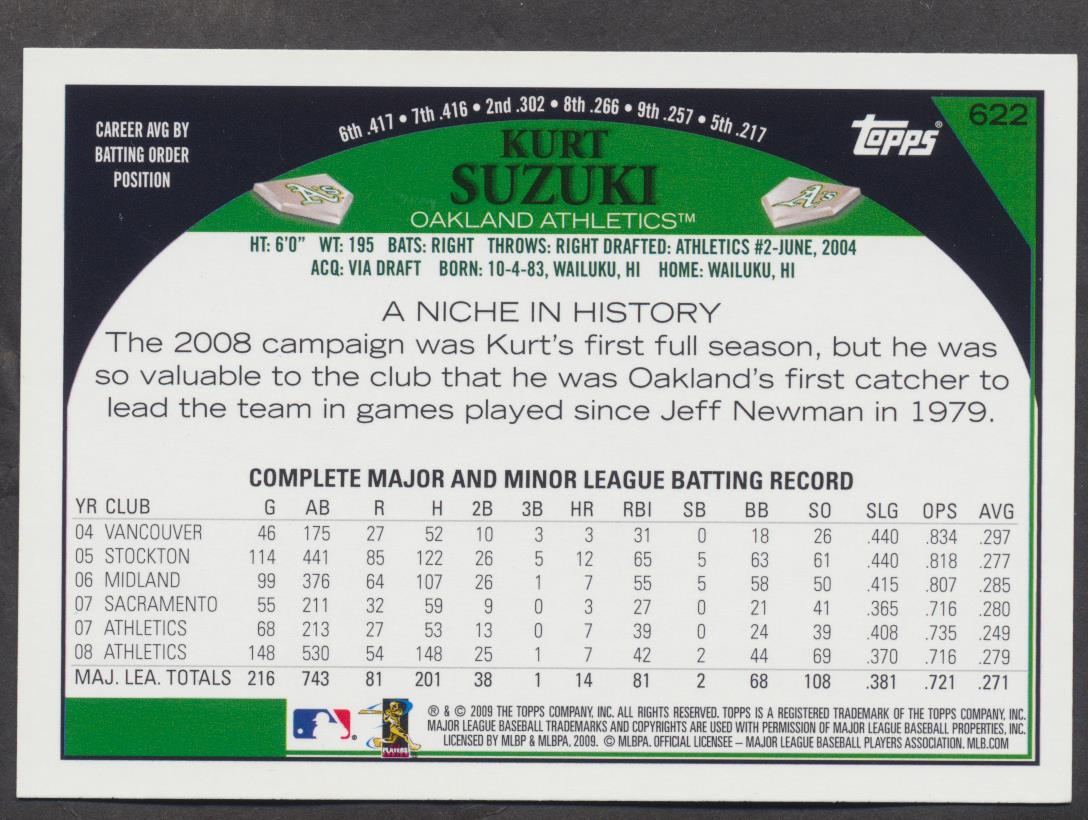 CAREER AVG BY
BATTING ORDER
POSITION
6th .417 • 7th .416 • 2nd .302 • 8th .266 • 9th .257 • 5th .217
Topps®
622
KURT
SUZUKI
A's
A's
OAKLAND ATHLETICS™
HT: 6'0" WT: 195 BATS: RIGHT THROWS: RIGHT DRAFTED: ATHLETICS #2-JUNE, 2004
ACQ: VIA DRAFT BORN: 10-4-83, WAILUKU, HI HOME: WAILUKU, HI
A NICHE IN HISTORY
The 2008 campaign was Kurt's first full season, but he was
so valuable to the club that he was Oakland's first catcher to
lead the team in games played since Jeff Newman in 1979.
COMPLETE MAJOR AND MINOR LEAGUE BATTING RECORD
YR CLUB G AB R H 2B 3B HR RBI SB BB SO SLG OPS AVG
04 VANCOUVER 46 175 27 52 10 3 3 31 0 18 26 .440 .834 .297
05 STOCKTON 114 441 85 122 26 5 12 65 5 63 61 .440 .818 .277
06 MIDLAND 99 376 64 107 26 1 7 55 5 58 50 .415 .807 .285
07 SACRAMENTO 55 211 32 59 9 0 3 27 0 21 41 .365 .716 .280
07 ATHLETICS 68 213 27 53 13 0 7 39 0 24 39 .408 .735 .249
08 ATHLETICS 148 530 54 148 25 1 7 42 2 44 69 .370 .716 .279
MAJ. LEA. TOTALS 216 743 81 201 38 1 14 81 2 68 108 .381 .721 .271
PLAYERS
® & © 2009 THE TOPPS COMPANY, INC. ALL RIGHTS RESERVED. TOPPS IS A REGISTERED TRADEMARK OF THE TOPPS COMPANY, INC.
MAJOR LEAGUE BASEBALL TRADEMARKS AND COPYRIGHTS ARE USED WITH PERMISSION OF MAJOR LEAGUE BASEBALL PROPERTIES, INC.
LICENSED BY MLBP & MLBPA, 2009. © MLBPA. OFFICIAL LICENSEE – MAJOR LEAGUE BASEBALL PLAYERS ASSOCIATION. MLB.COM